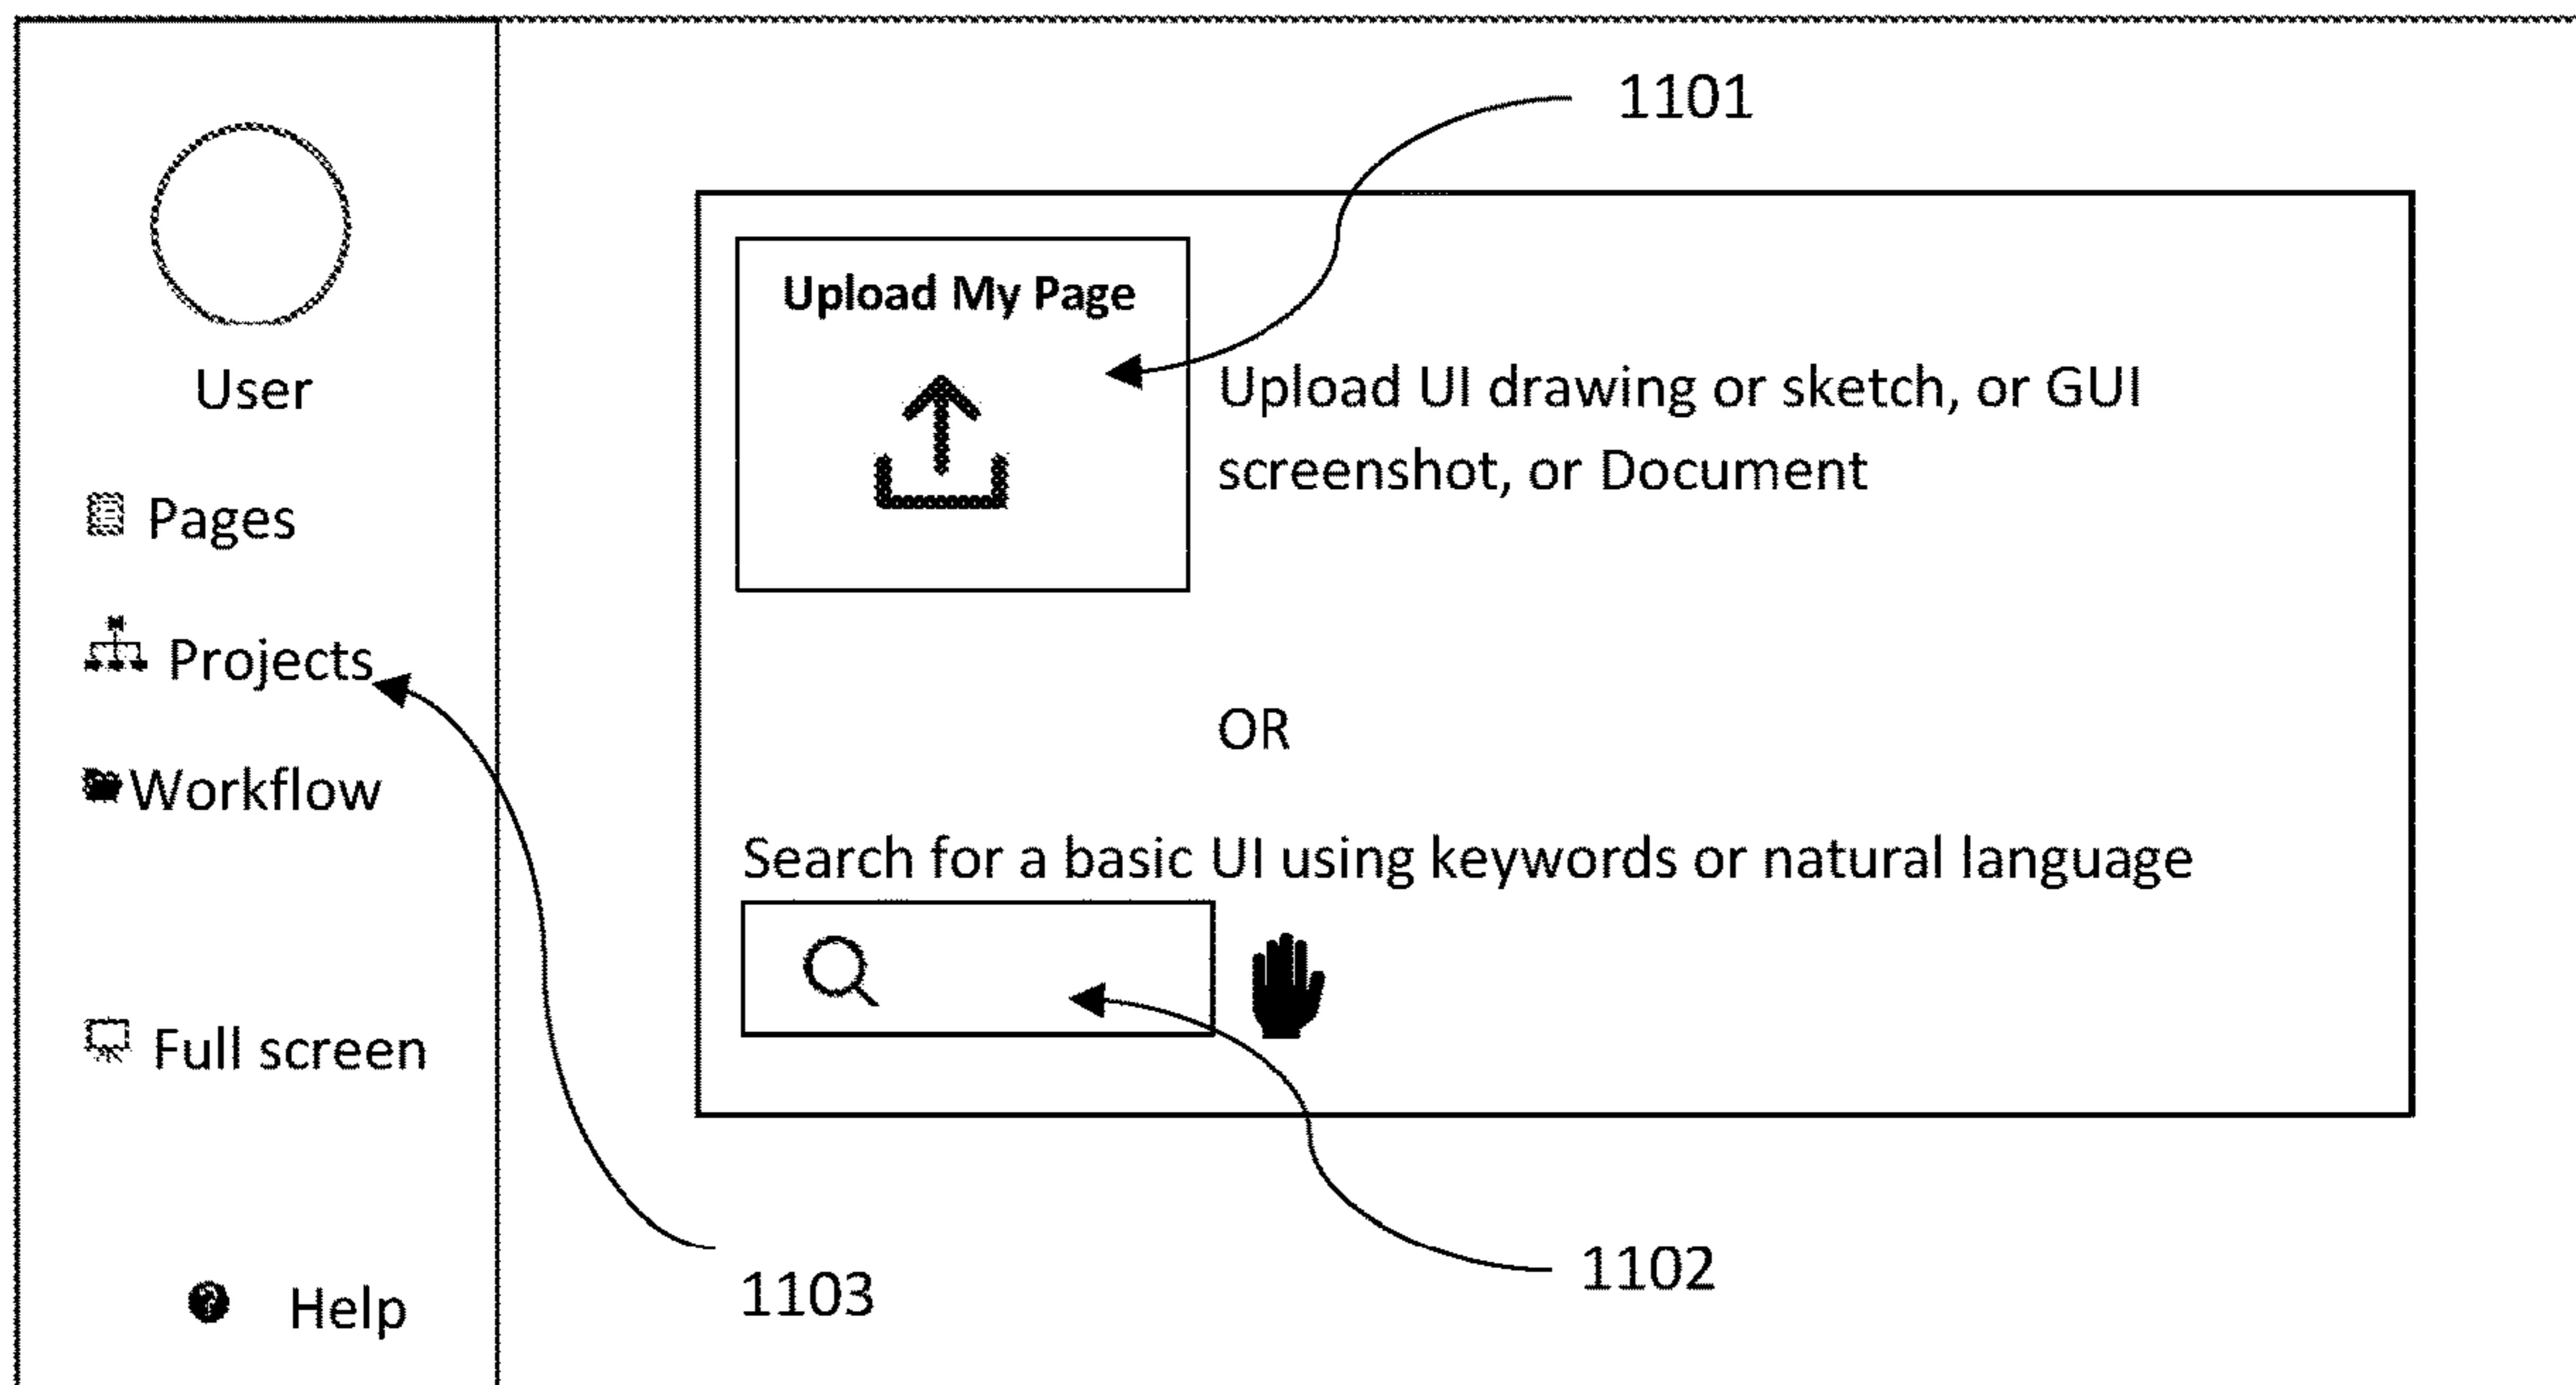 User
Pages
Projects
Workflow
Full screen
Help
1101
Upload My Page
Upload UI drawing or sketch, or GUI
screenshot, or Document
OR
Search for a basic UI using keywords or natural language
1103
1102